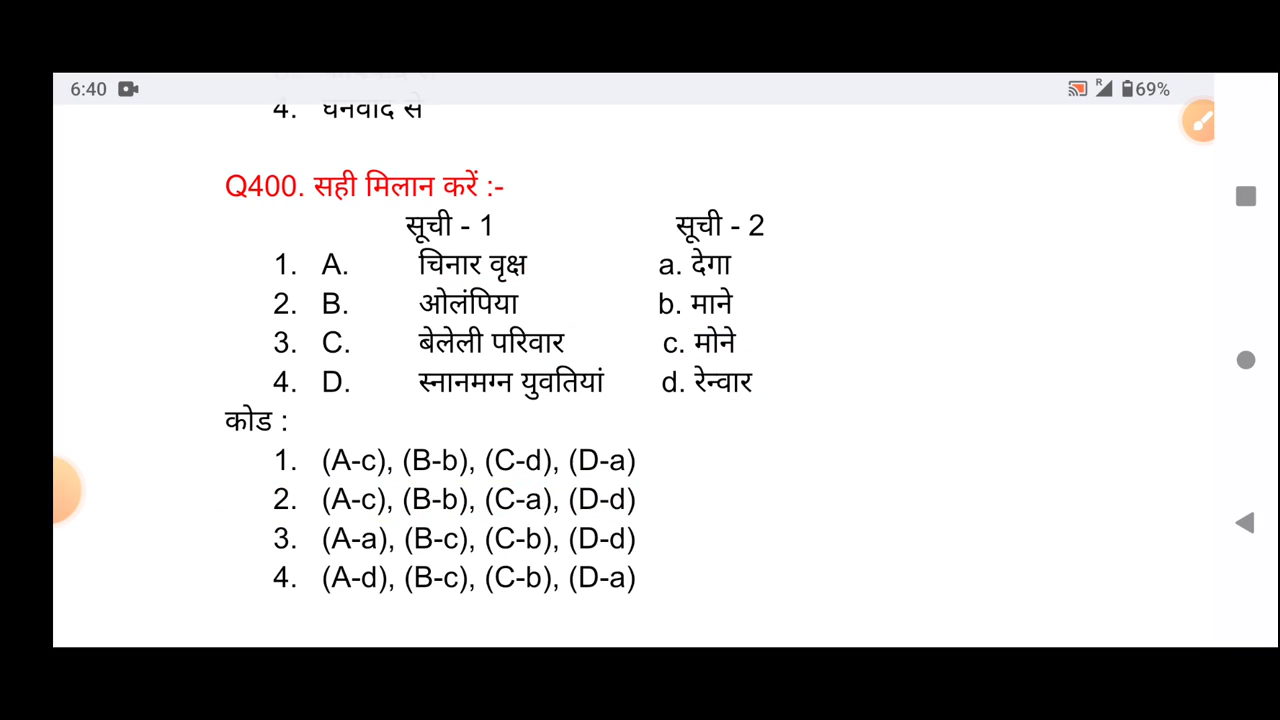 6:40 R 69%
4. धनवाद से
Q400. सही मिलान करें :-
सूची - 1 सूची - 2
1. A. चिनार वृक्ष a. देगा
2. B. ओलंपिया b. माने
3. C. बेलेली परिवार c. मोने
4. D. स्नानमग्न युवतियां d. रेन्वार
कोड :
1. (A-c), (B-b), (C-d), (D-a)
2. (A-c), (B-b), (C-a), (D-d)
3. (A-a), (B-c), (C-b), (D-d)
4. (A-d), (B-c), (C-b), (D-a)